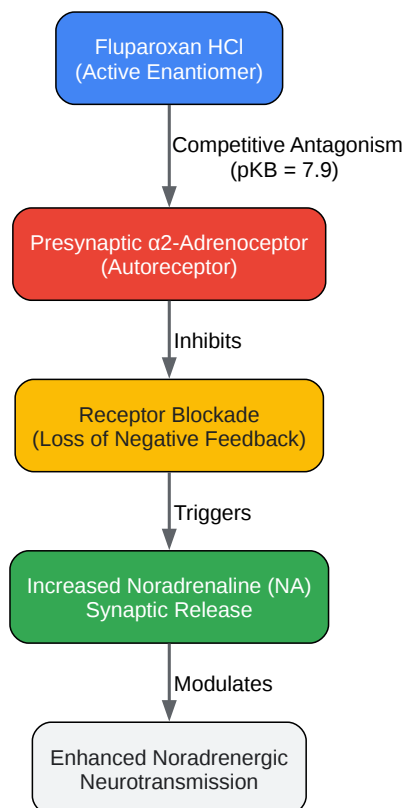 Fluparoxan HCl
(Active Enantiomer)
Competitive Antagonism
(pKB = 7.9)
Presynaptic α2-Adrenoceptor
(Autoreceptor)
Inhibits
Receptor Blockade
(Loss of Negative Feedback)
Triggers
Increased Noradrenaline (NA)
Synaptic Release
Modulates
Enhanced Noradrenergic
Neurotransmission